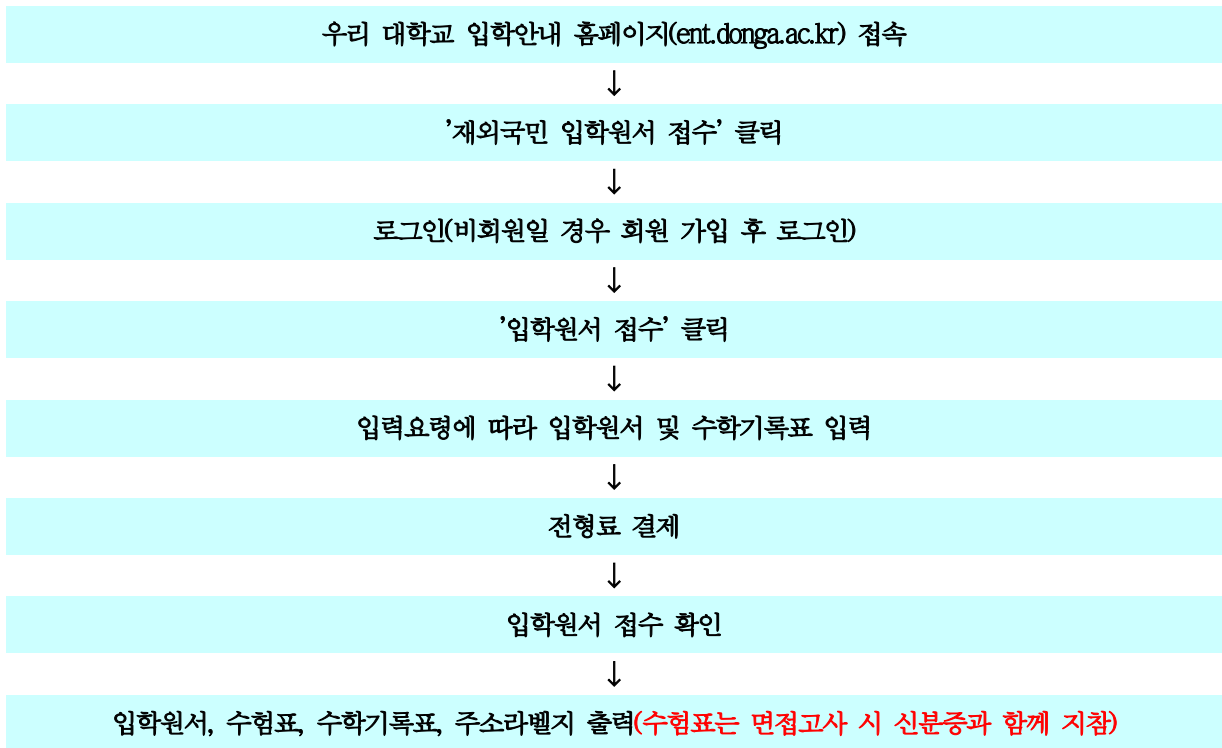 우리 대학교 입학안내 홈페이지(ent.donga.ac.kr) 접속
↓
'재외국민 입학원서 접수' 클릭
↓
로그인(비회원일 경우 회원 가입 후 로그인)
↓
'입학원서 접수' 클릭
↓
입력요령에 따라 입학원서 및 수학기록표 입력
↓
전형료 결제
↓
입학원서 접수 확인
↓
입학원서, 수험표, 수학기록표, 주소라벨지 출력(수험표는 면접고사 시 신분증과 함께 지참)